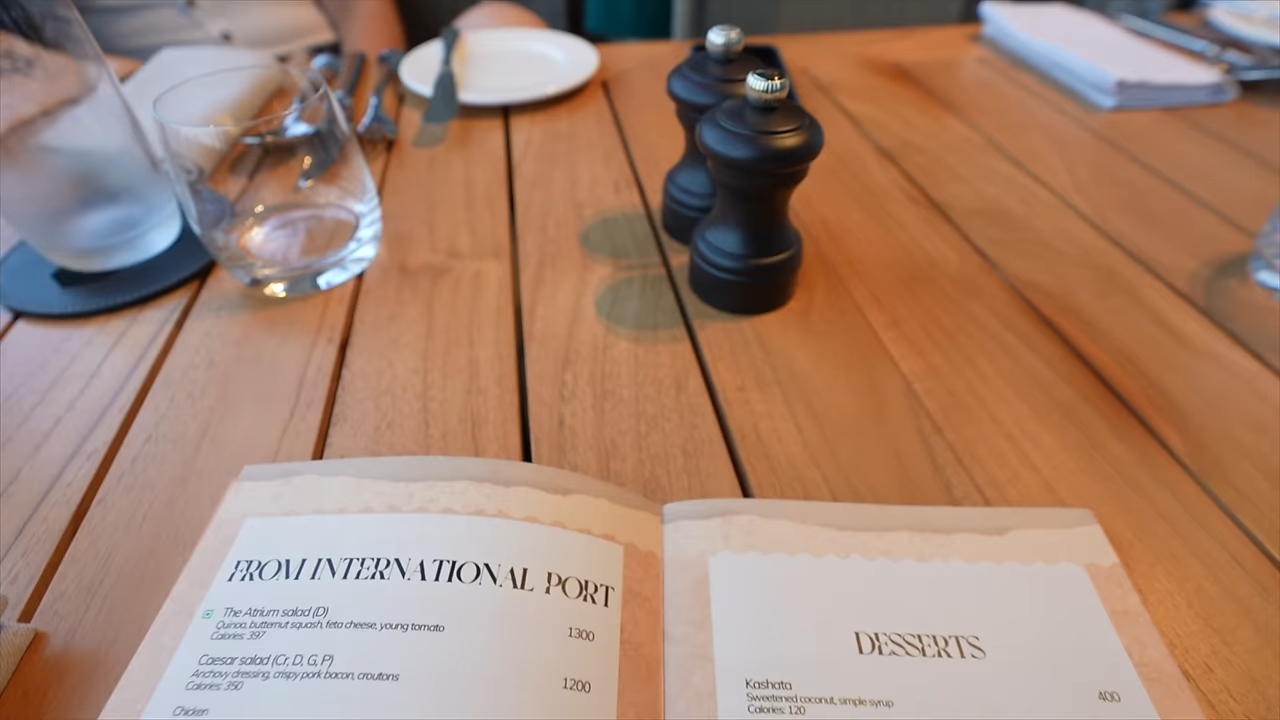 FROM INTERNATIONAL PORT
The Atrium salad (D)
Quinoa, butternut squash, feta cheese, young tomato
Calories: 397
1300
Caesar salad (Cr, D, G, P)
Anchovy dressing, crispy pork bacon, croutons
Calories: 350
1200
Chicken
DESSERTS
Kashata
Sweetened coconut, simple syrup
Calories: 120
400